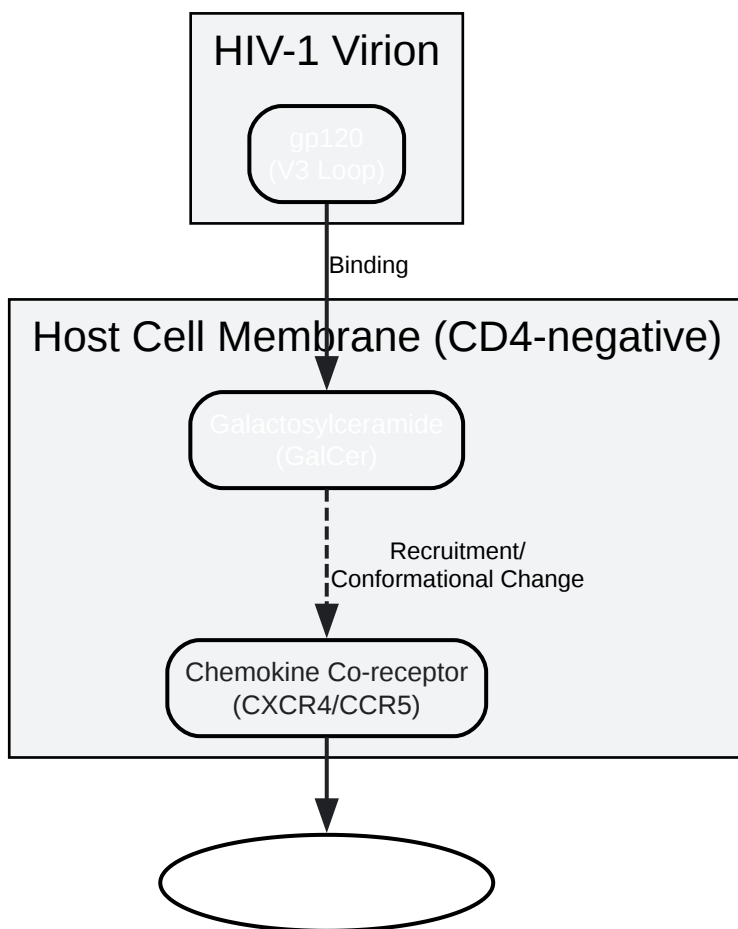 HIV-1 Virion
gp120
(V3 Loop)
Binding
Host Cell Membrane (CD4-negative)
Galactosylceramide
(GalCer)
Recruitment/
Conformational Change
Chemokine Co-receptor
(CXCR4/CCR5)